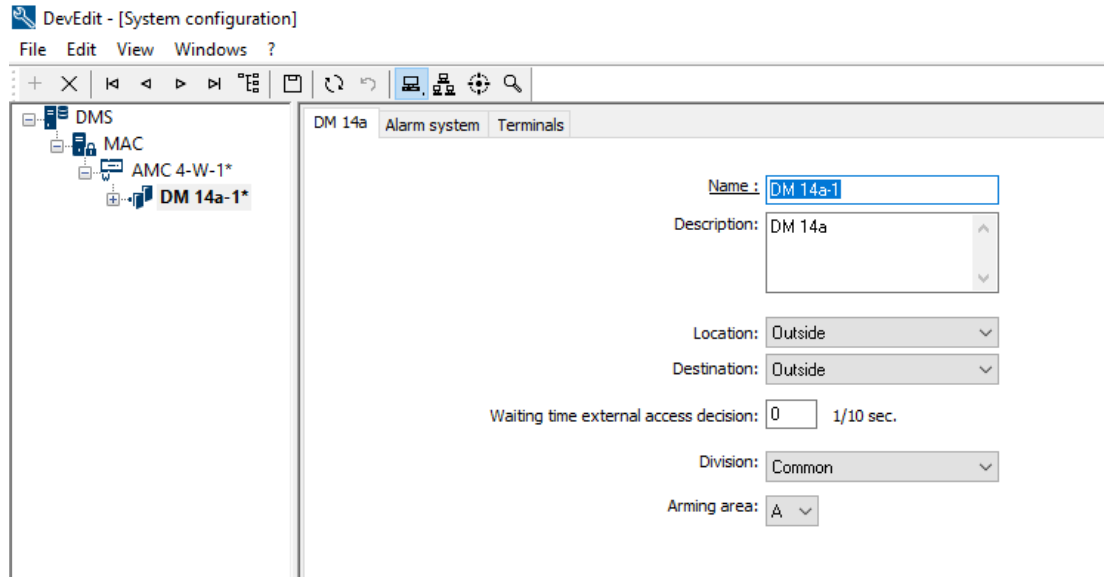 DevEdit - [System configuration]
File Edit View Windows ?
DMS
MAC
AMC 4-W-1*
DM 14a-1*
DM 14a Alarm system Terminals
Name : DM 14a-1
Description: DM 14a
Location: Outside
Destination: Outside
Waiting time external access decision: 0 1/10 sec.
Division: Common
Arming area: A